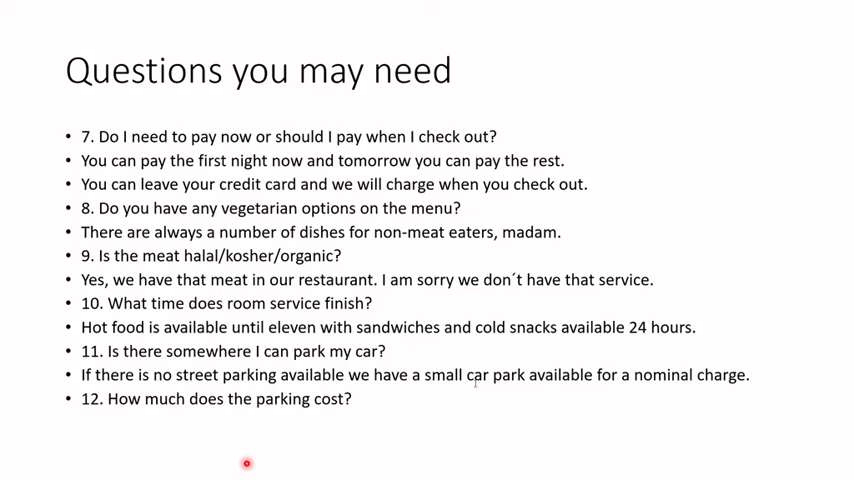 Questions you may need
• 7. Do I need to pay now or should I pay when I check out?
• You can pay the first night now and tomorrow you can pay the rest.
• You can leave your credit card and we will charge when you check out.
• 8. Do you have any vegetarian options on the menu?
• There are always a number of dishes for non-meat eaters, madam.
• 9. Is the meat halal/kosher/organic?
• Yes, we have that meat in our restaurant. I am sorry we don´t have that service.
• 10. What time does room service finish?
• Hot food is available until eleven with sandwiches and cold snacks available 24 hours.
• 11. Is there somewhere I can park my car?
• If there is no street parking available we have a small car park available for a nominal charge.
• 12. How much does the parking cost?